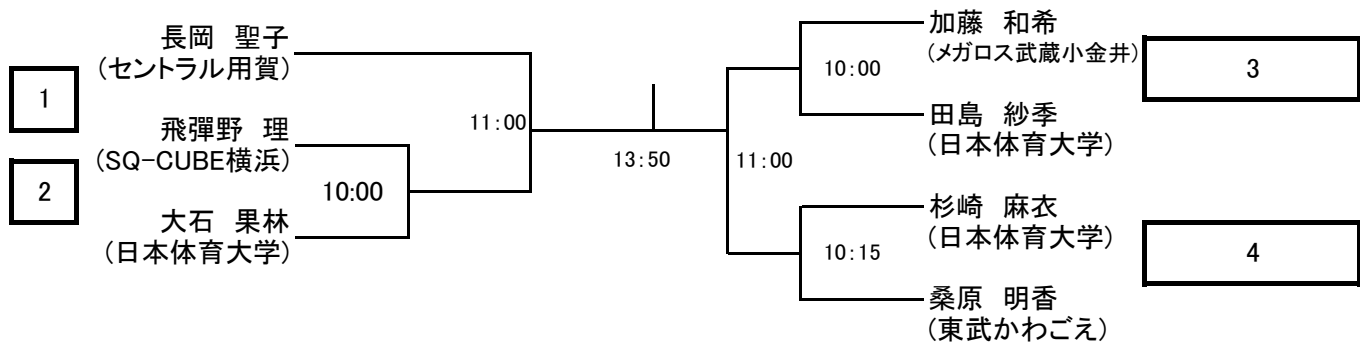 1
2
長岡　聖子
(セントラル用賀)
飛彈野 理
(SQ-CUBE横浜)
大石　果林
(日本体育大学)
10:00
11:00
13:50
11:00
10:00
10:15
加藤　和希
(メガロス武蔵小金井)
田島　紗季
(日本体育大学)
杉崎　麻衣
(日本体育大学)
桑原　明香
(東武かわごえ)
3
4